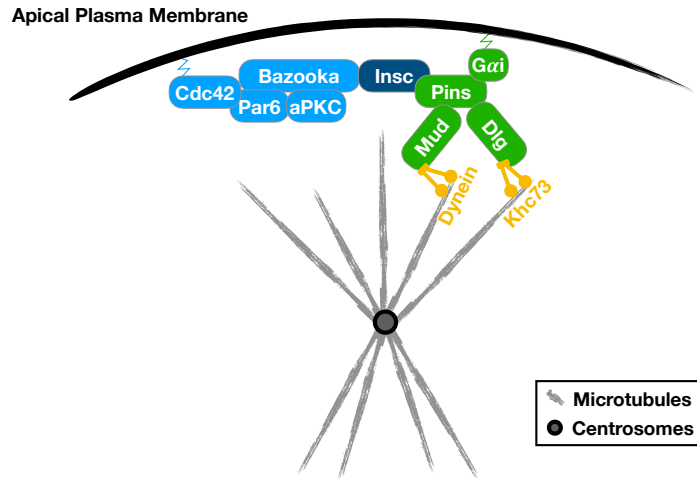 Apical Plasma Membrane
Gαi
Bazooka
Insc
Cdc42
Pins
Par6
aPKC
Mud
Dlg
Dynein
Khc73
Microtubules
Centrosomes